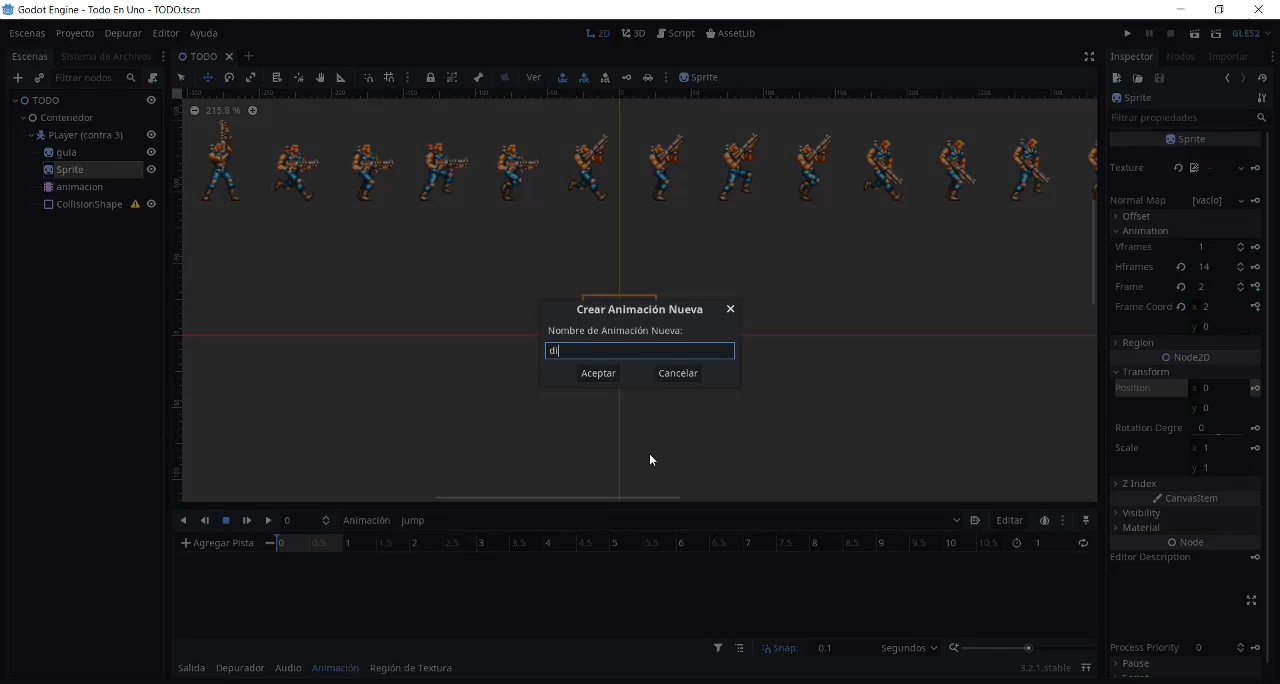 Godot Engine - Todo En Uno - TODO.tscn
Escenas Proyecto Depurar Editor Ayuda
2D 3D Script AssetLib
GLES2
Escenas Sistema de Archivos
TODO
Inspector Nodos Importar
Filtrar nodos
Ver
Sprite
TODO
Contenedor
PLayer (contra 3)
guia
Sprite
animacion
CollisionShape
215.8 %
Sprite
Filtrar propiedades
Sprite
Texture
Normal Map [vacío]
Offset
Animation
Vframes 1
Hframes 14
Frame 2
Frame Coord x 2
y 0
Region
Node2D
Transform
Position x 0
y 0
Rotation Degre 0
Scale x 1
y 1
Z Index
CanvasItem
Visibility
Material
Node
Editor Description
Process Priority 0
Pause
Script
Crear Animación Nueva
Nombre de Animación Nueva:
di
Aceptar Cancelar
0 Animación jump Editar
Agregar Pista 0 0.5 1 1.5 2 2.5 3 3.5 4 4.5 5 5.5 6 6.5 7 7.5 8 8.5 9 9.5 10 10.5 1
Snap: 0.1 Segundos
Salida Depurador Audio Animación Región de Textura
3.2.1.stable